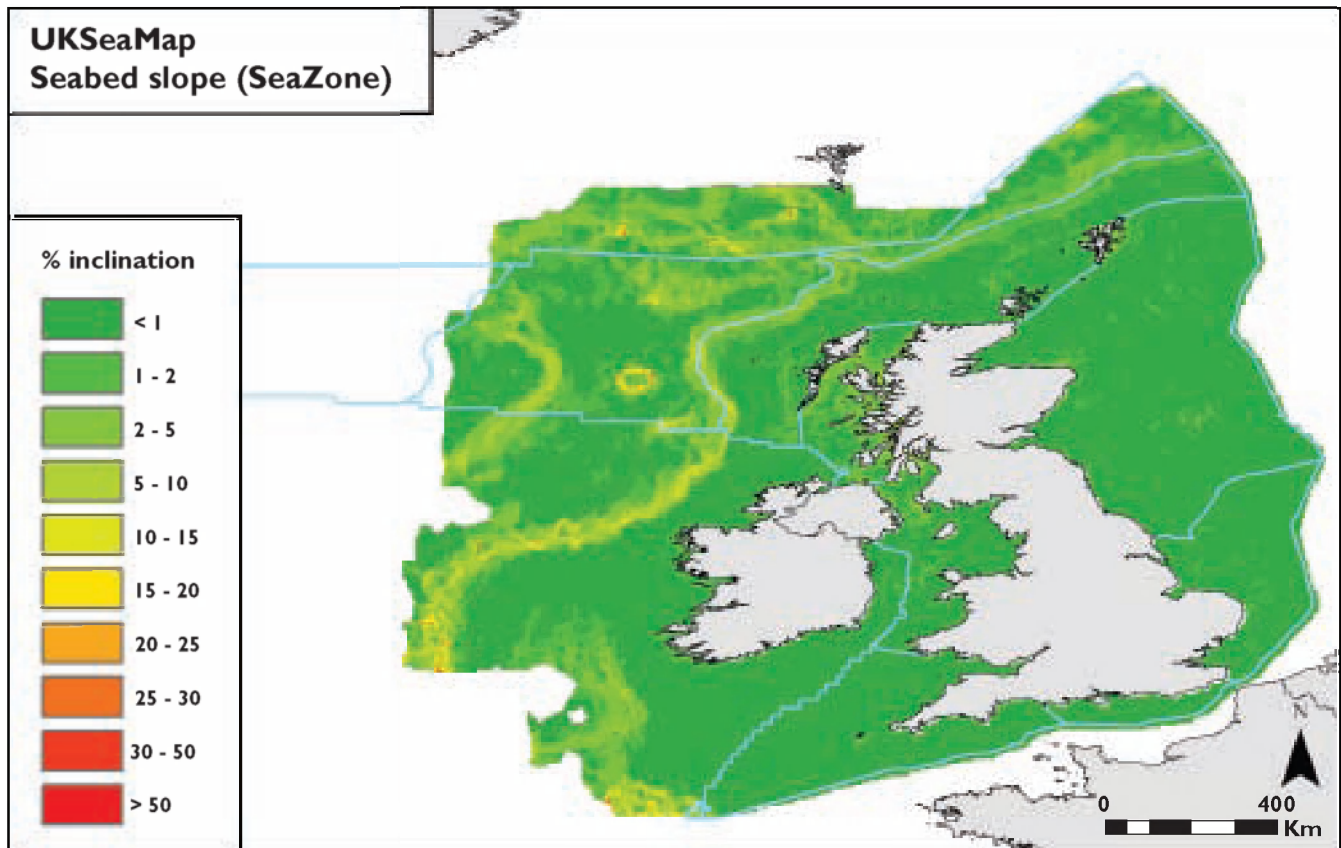 UKSeaMap
Seabed slope (SeaZone)
% inclination
< 1
1 - 2
2 - 5
5 - 10
10 - 15
15 - 20
20 - 25
25 - 30
30 - 50
> 50
N
0 400
Km